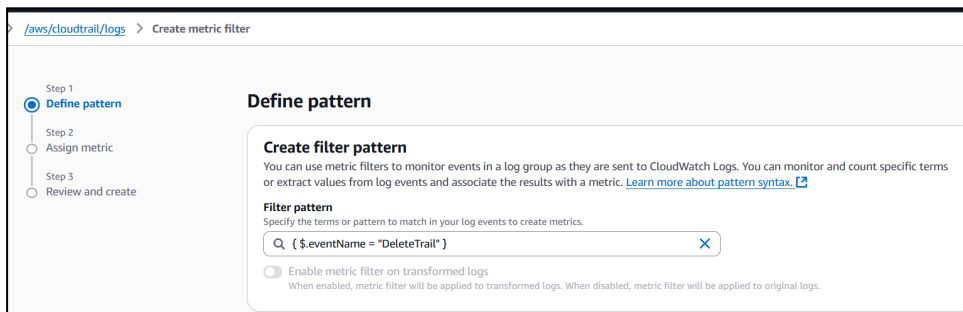 /aws/cloudtrail/logs > Create metric filter
Step 1
Define pattern
Step 2
Assign metric
Step 3
Review and create
Define pattern
Create filter pattern
You can use metric filters to monitor events in a log group as they are sent to CloudWatch Logs. You can monitor and count specific terms
or extract values from log events and associate the results with a metric. Learn more about pattern syntax.
Filter pattern
Specify the terms or pattern to match in your log events to create metrics.
{ $.eventName = "DeleteTrail" }
Enable metric filter on transformed logs
When enabled, metric filter will be applied to transformed logs. When disabled, metric filter will be applied to original logs.